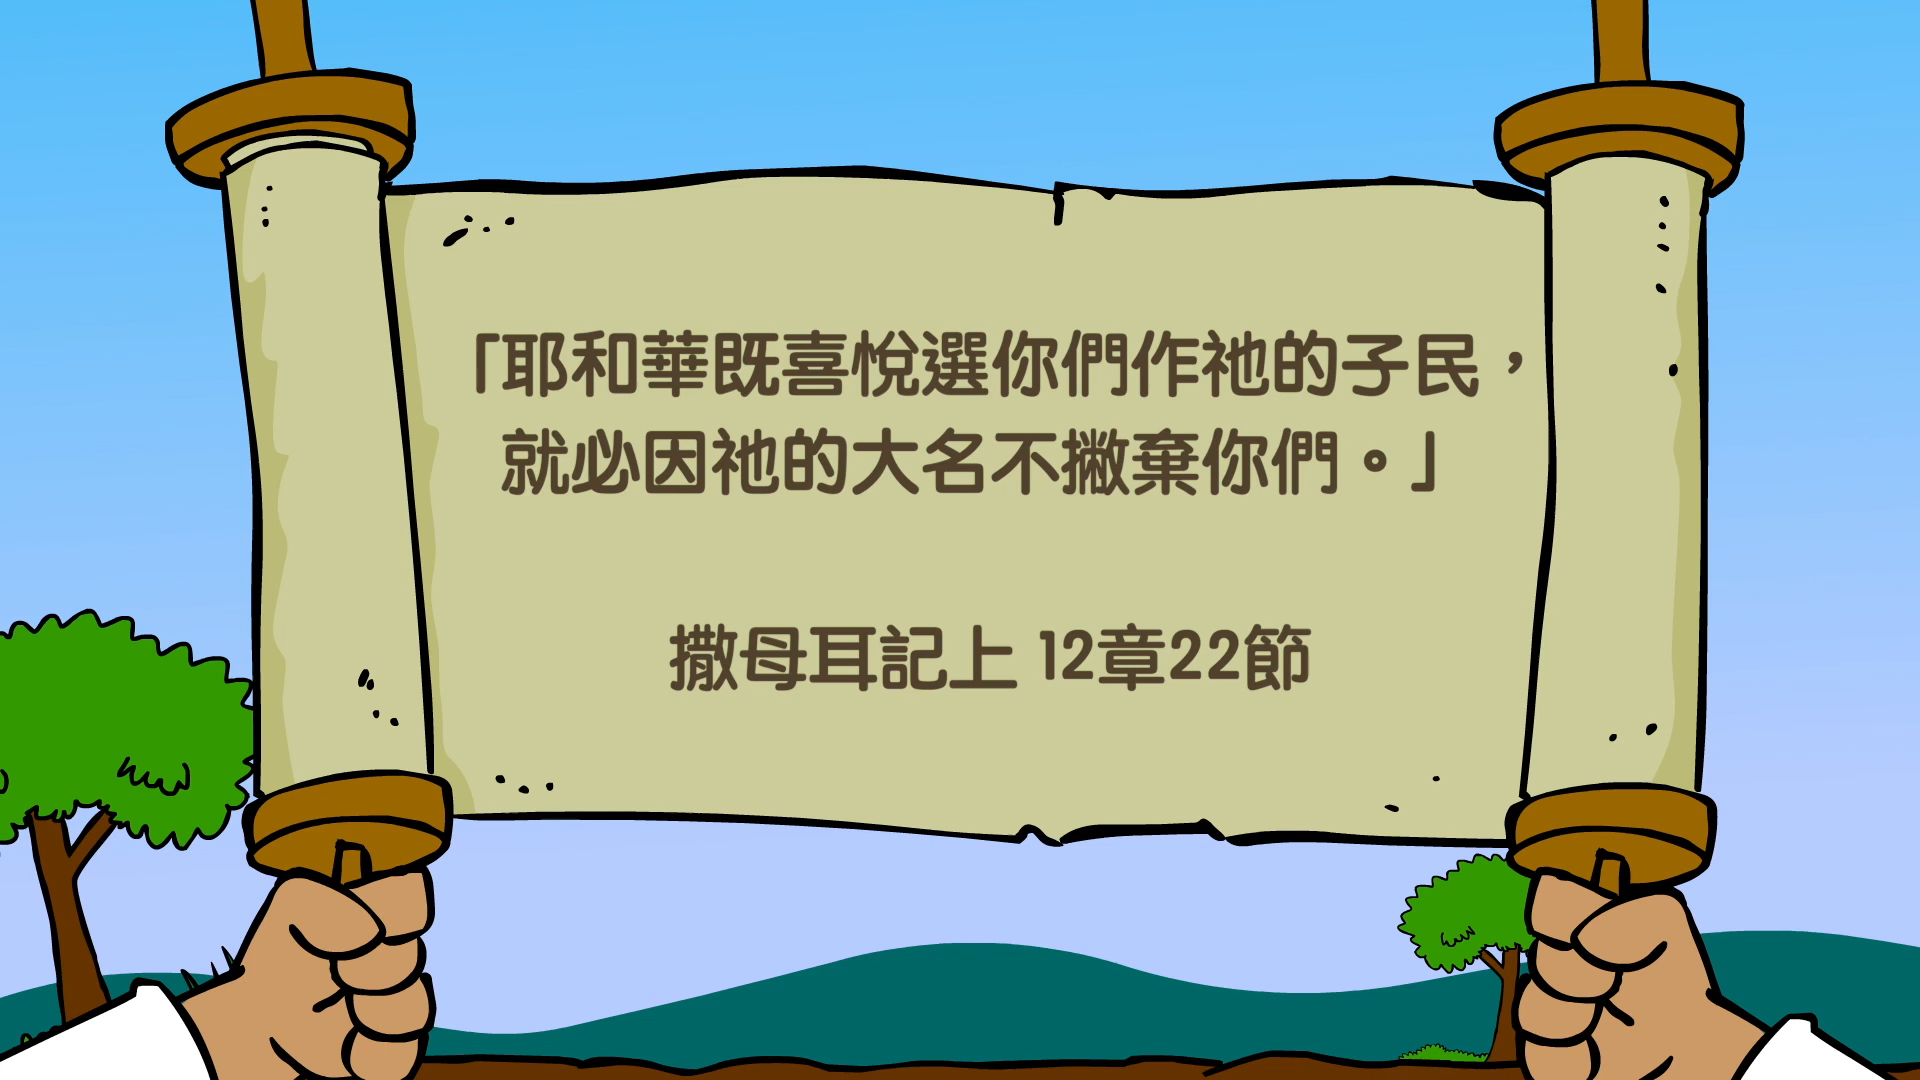 「耶和華既喜悅選你們作祂的子民，
就必因祂的大名不撇棄你們。」
撒母耳記上 12章22節